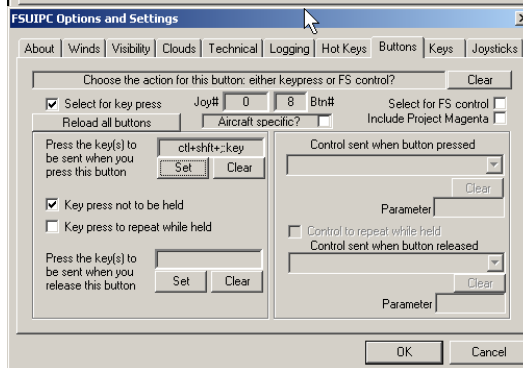 FSUIPC Options and Settings
About Winds Visibility Clouds Technical Logging Hot Keys Buttons Keys Joysticks
Choose the action for this button: either keypress or FS control? Clear
Select for key press Joy# 0 8 Btn# Select for FS control
Reload all buttons Aircraft specific? Include Project Magenta
Press the key(s) to
be sent when you
press this button
ctl+shft+;:key
Set Clear
Key press not to be held
Key press to repeat while held
Press the key(s) to
be sent when you
release this button
Set Clear
Control sent when button pressed
Clear
Parameter
Control to repeat while held
Control sent when button released
Clear
Parameter
OK Cancel